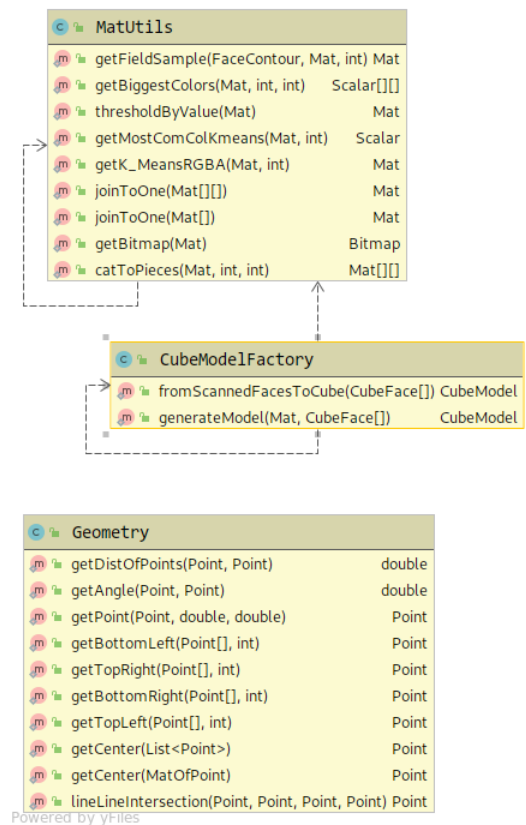 MatUtils
getFieldSample(FaceContour, Mat, int) Mat
getBiggestColors(Mat, int, int) Scalar[][]
thresholdByValue(Mat) Mat
getMostComColKmeans(Mat, int) Scalar
getK_MeansRGBA(Mat, int) Mat
joinToOne(Mat[][]) Mat
joinToOne(Mat[]) Mat
getBitmap(Mat) Bitmap
catToPieces(Mat, int, int) Mat[][]
CubeModelFactory
fromScannedFacesToCube(CubeFace[]) CubeModel
generateModel(Mat, CubeFace[]) CubeModel
Geometry
getDistOfPoints(Point, Point) double
getAngle(Point, Point) double
getPoint(Point, double, double) Point
getBottomLeft(Point[], int) Point
getTopRight(Point[], int) Point
getBottomRight(Point[], int) Point
getTopLeft(Point[], int) Point
getCenter(List<Point>) Point
getCenter(MatOfPoint) Point
lineLineIntersection(Point, Point, Point, Point) Point
Powered by yFiles